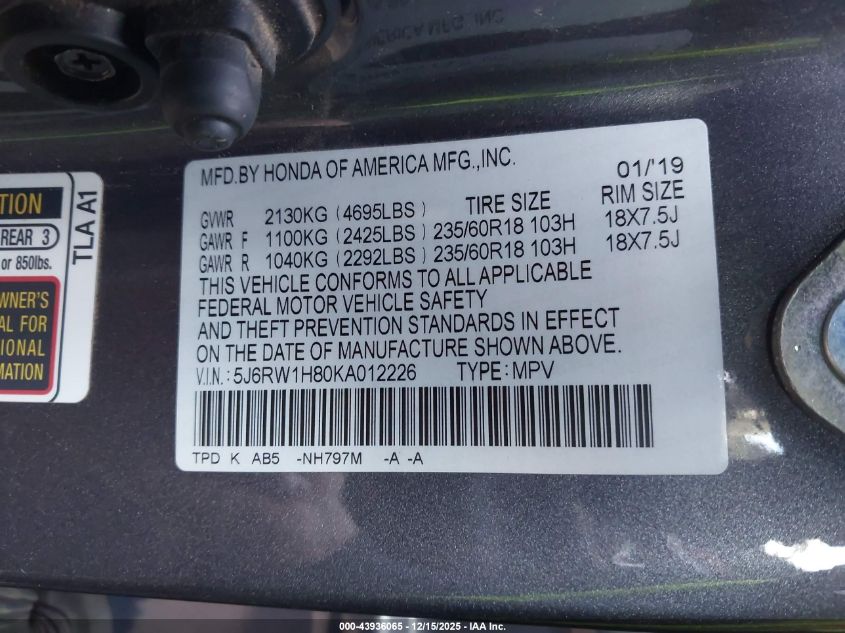 MFD.BY HONDA OF AMERICA MFG.,INC. 01/'19
TIRE SIZE RIM SIZE
GVWR 2130KG (4695LBS)
GAWR F 1100KG (2425LBS) 235/60R18 103H 18X7.5J
GAWR R 1040KG (2292LBS) 235/60R18 103H 18X7.5J
THIS VEHICLE CONFORMS TO ALL APPLICABLE
FEDERAL MOTOR VEHICLE SAFETY
AND THEFT PREVENTION STANDARDS IN EFFECT
ON THE DATE OF MANUFACTURE SHOWN ABOVE.
V.I.N.: 5J6RW1H80KA012226 TYPE: MPV
TPD K AB5 -NH797M -A -A
TION
REAR 3
or 850lbs.
WNER'S
AL FOR
IONAL
MATION
TLA A1
000-43936065 - 12/15/2025 - IAA Inc.